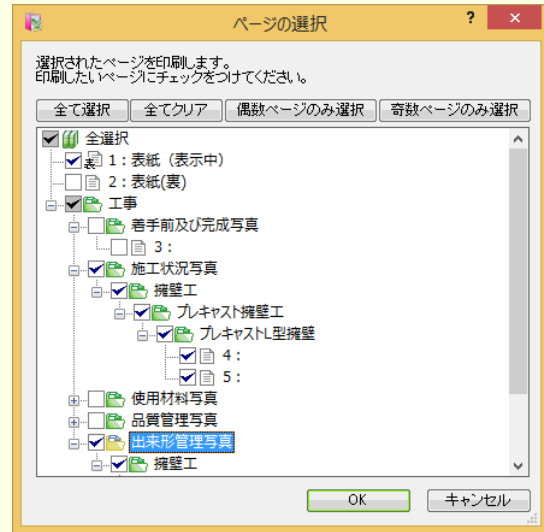 ページの選択
?
×
選択されたページを印刷します。
印刷したいページにチェックをつけてください。
全て選択 全てクリア 偶数ページのみ選択 奇数ページのみ選択
全選択
表 1：表紙（表示中）
2：表紙(裏)
工事
着手前及び完成写真
3：
施工状況写真
擁壁工
プレキャスト擁壁工
プレキャストL型擁壁
4：
5：
使用材料写真
品質管理写真
出来形管理写真
擁壁工
OK キャンセル